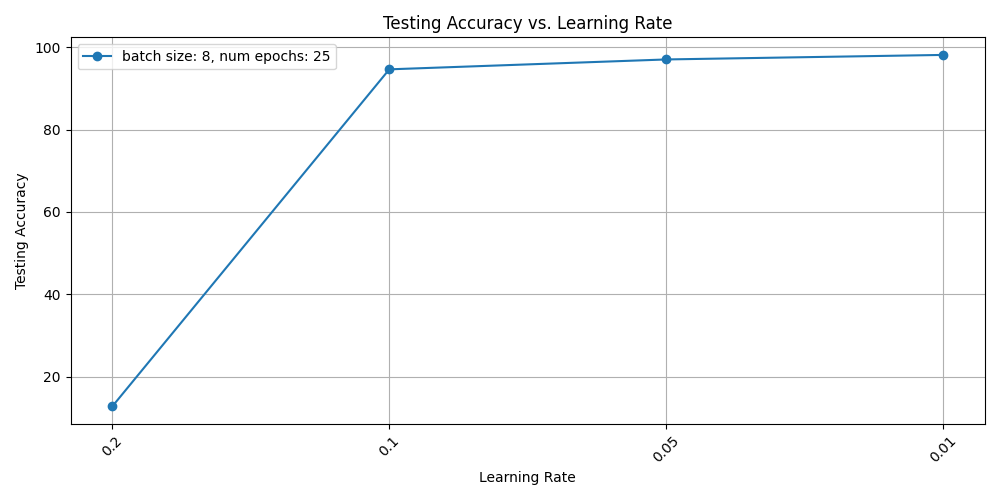 Testing Accuracy vs. Learning Rate
batch size: 8, num epochs: 25
100
80
60
40
20
Testing Accuracy
0.2
0.1
0.05
0.01
Learning Rate